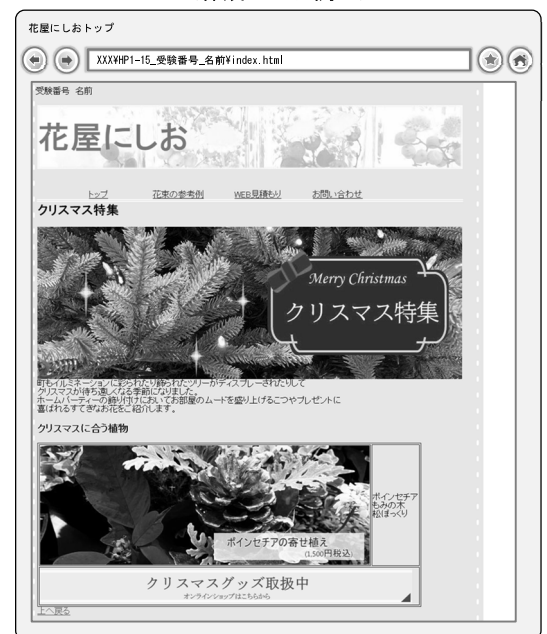 花屋にしおトップ
XXX¥HP1-15_受験番号_名前¥index.html
受験番号 名前
花屋にしお
トップ 花束の参考例 WEB見積もり お問い合わせ
クリスマス特集
Merry Christmas
クリスマス特集
町もイルミネーションに彩られたり飾られたツリーがディスプレーされたりして
クリスマスが待ち遠しくなる季節になりました。
ホームパーティーの飾り付けにおいてお部屋のムードを盛り上げるこつやプレゼントに
喜ばれるすてきなお花をご紹介します。
クリスマスに合う植物
ポインセチア
もみの木
松ぼっくり
ポインセチアの寄せ植え
(1,500円税込)
クリスマスグッズ取扱中
オンラインショップはこちらから
上へ戻る